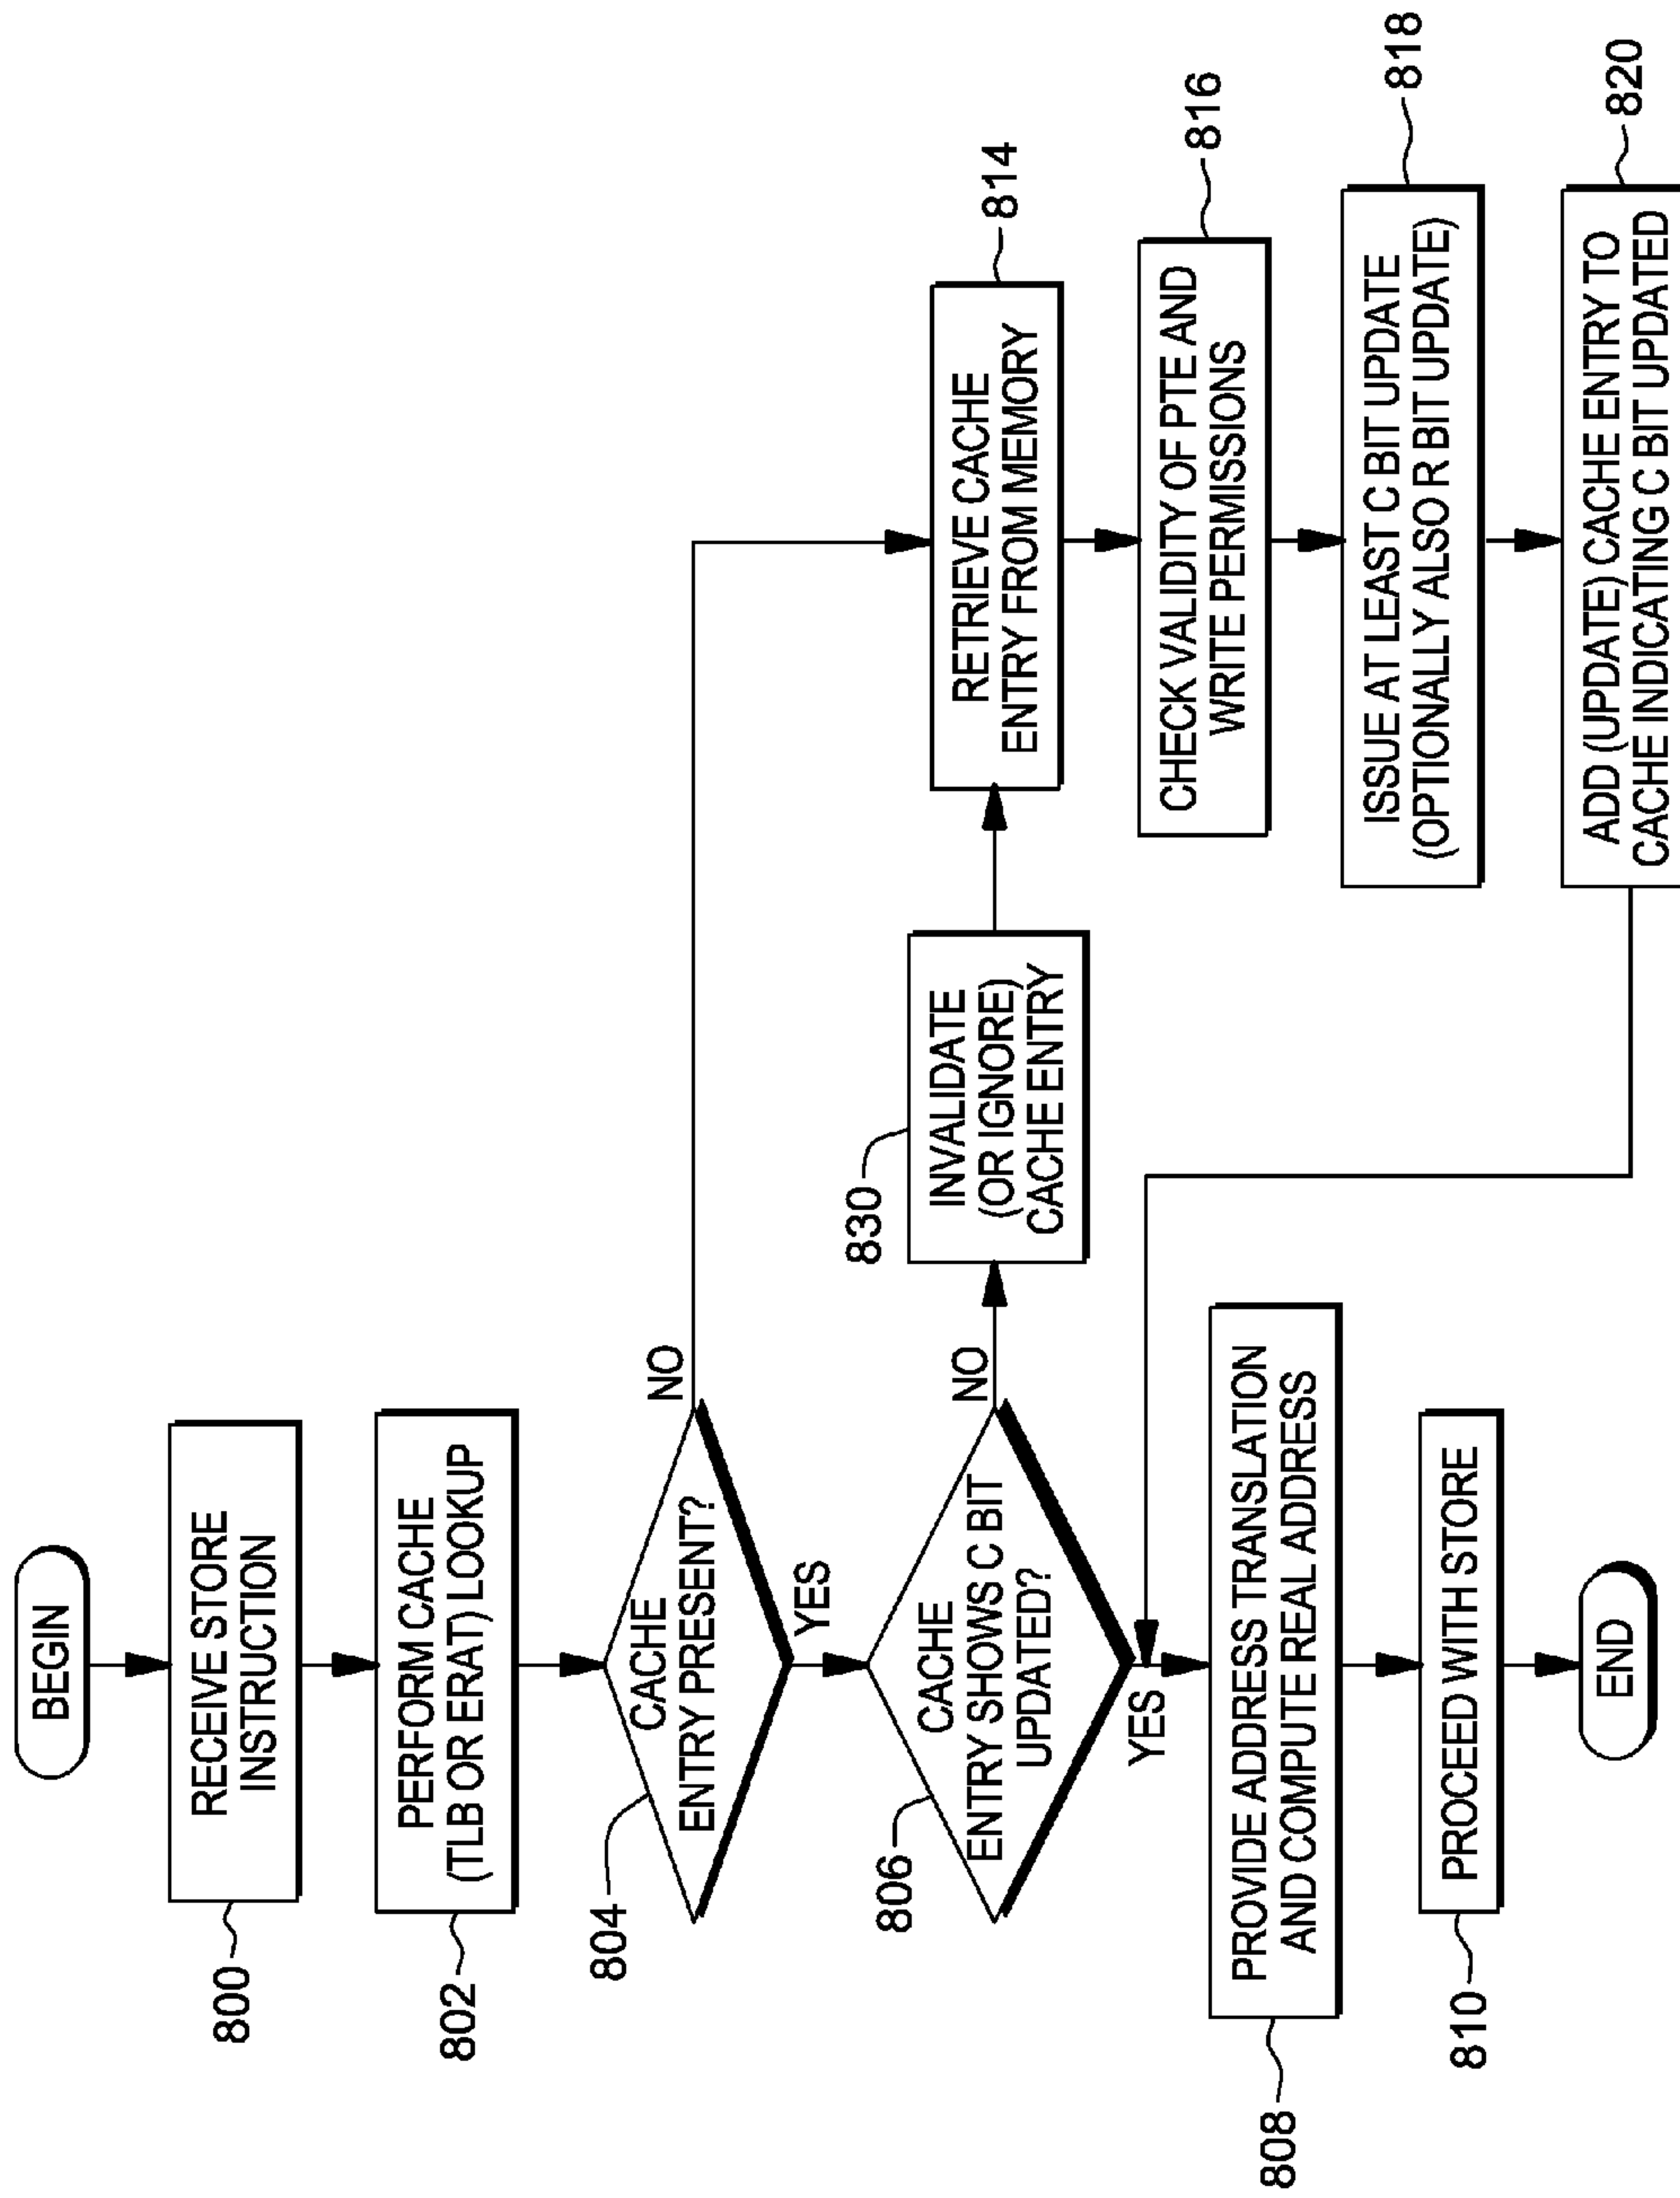 BEGIN
800
RECEIVE STORE
INSTRUCTION
802
PERFORM CACHE
(TLB OR ERAT) LOOKUP
804
CACHE
ENTRY PRESENT?
NO
YES
806
CACHE
ENTRY SHOWS C BIT
UPDATED?
NO
YES
830
INVALIDATE
(OR IGNORE)
CACHE ENTRY
808
PROVIDE ADDRESS TRANSLATION
AND COMPUTE REAL ADDRESS
810
PROCEED WITH STORE
END
814
RETRIEVE CACHE
ENTRY FROM MEMORY
816
CHECK VALIDITY OF PTE AND
WRITE PERMISSIONS
818
ISSUE AT LEAST C BIT UPDATE
(OPTIONALLY ALSO R BIT UPDATE)
820
ADD (UPDATE) CACHE ENTRY TO
CACHE INDICATING C BIT UPDATED